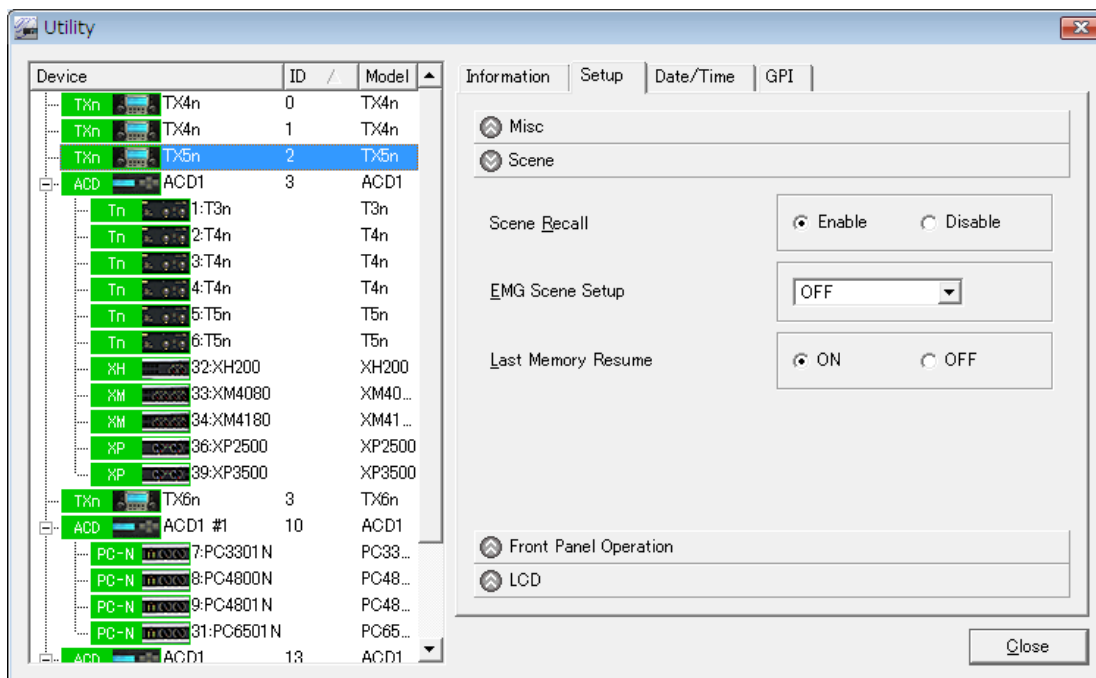 Utility
Device ID Model
TXn TX4n 0 TX4n
TXn TX4n 1 TX4n
TXn TX5n 2 TX5n
ACD ACD1 3 ACD1
Tn 1:T3n T3n
Tn 2:T4n T4n
Tn 3:T4n T4n
Tn 4:T4n T4n
Tn 5:T5n T5n
Tn 6:T5n T5n
XH 32:XH200 XH200
XM 33:XM4080 XM40...
XM 34:XM4180 XM41...
XP 36:XP2500 XP2500
XP 39:XP3500 XP3500
TXn TX6n 3 TX6n
ACD ACD1 #1 10 ACD1
PC-N 7:PC3301N PC33...
PC-N 8:PC4800N PC48...
PC-N 9:PC4801N PC48...
PC-N 31:PC6501N PC65...
ACD ACD1 13 ACD1
Information Setup Date/Time GPI
Misc
Scene
Scene Recall Enable Disable
EMG Scene Setup OFF
Last Memory Resume ON OFF
Front Panel Operation
LCD
Close